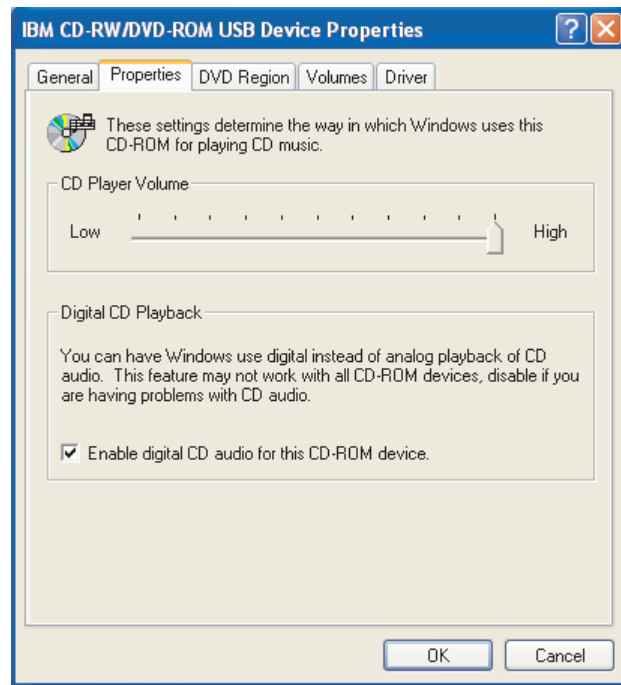 IBM CD-RW/DVD-ROM USB Device Properties
General Properties DVD Region Volumes Driver
These settings determine the way in which Windows uses this
CD-ROM for playing CD music.
CD Player Volume
Low High
Digital CD Playback
You can have Windows use digital instead of analog playback of CD
audio. This feature may not work with all CD-ROM devices, disable if you
are having problems with CD audio.
Enable digital CD audio for this CD-ROM device.
OK Cancel